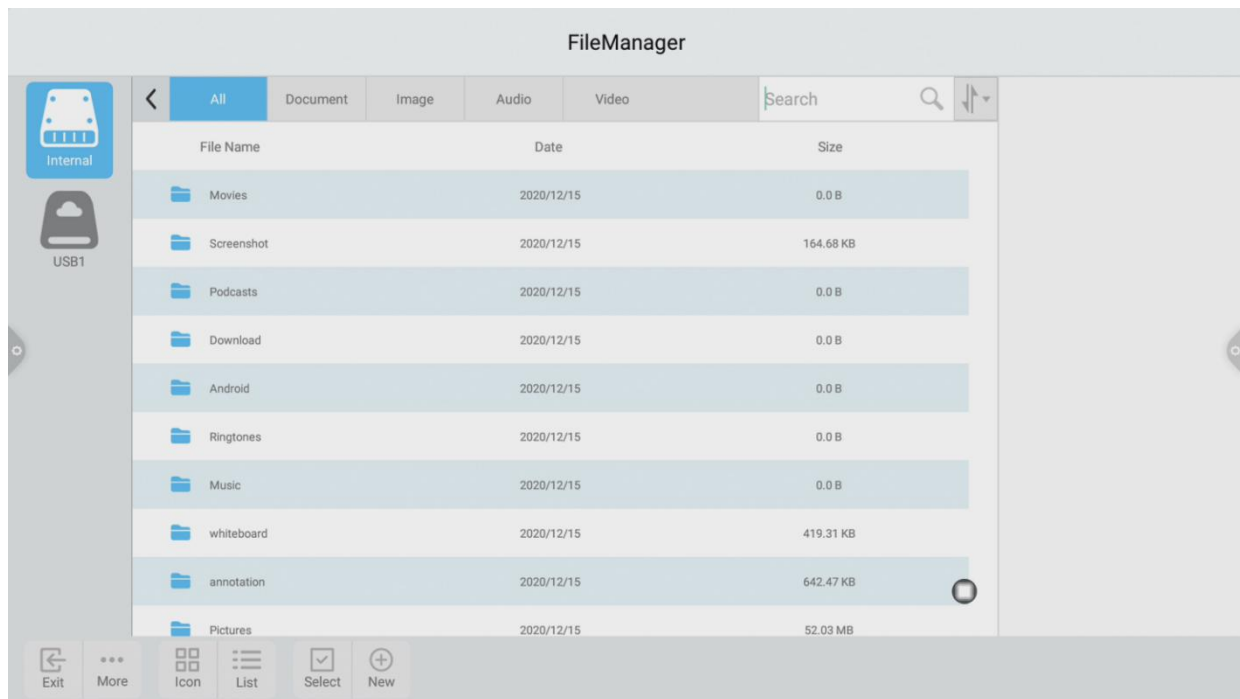 FileManager
Internal
USB1
All Document Image Audio Video Search
File Name Date Size
Movies 2020/12/15 0.0 B
Screenshot 2020/12/15 164.68 KB
Podcasts 2020/12/15 0.0 B
Download 2020/12/15 0.0 B
Android 2020/12/15 0.0 B
Ringtones 2020/12/15 0.0 B
Music 2020/12/15 0.0 B
whiteboard 2020/12/15 419.31 KB
annotation 2020/12/15 642.47 KB
Pictures 2020/12/15 52.03 MB
Exit More Icon List Select New